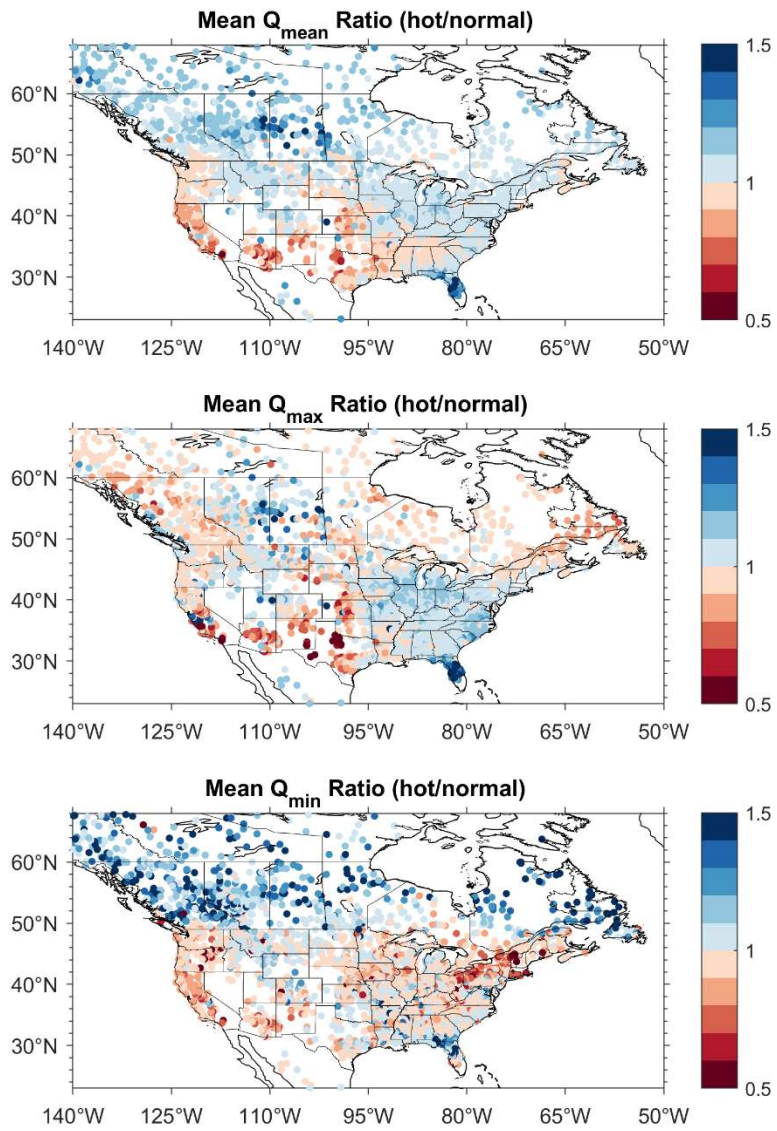 Mean Q_mean Ratio (hot/normal)
60°N
50°N
40°N
30°N
140°W 125°W 110°W 95°W 80°W 65°W 50°W
1.5
1
0.5
Mean Q_max Ratio (hot/normal)
60°N
50°N
40°N
30°N
140°W 125°W 110°W 95°W 80°W 65°W 50°W
1.5
1
0.5
Mean Q_min Ratio (hot/normal)
60°N
50°N
40°N
30°N
140°W 125°W 110°W 95°W 80°W 65°W 50°W
1.5
1
0.5